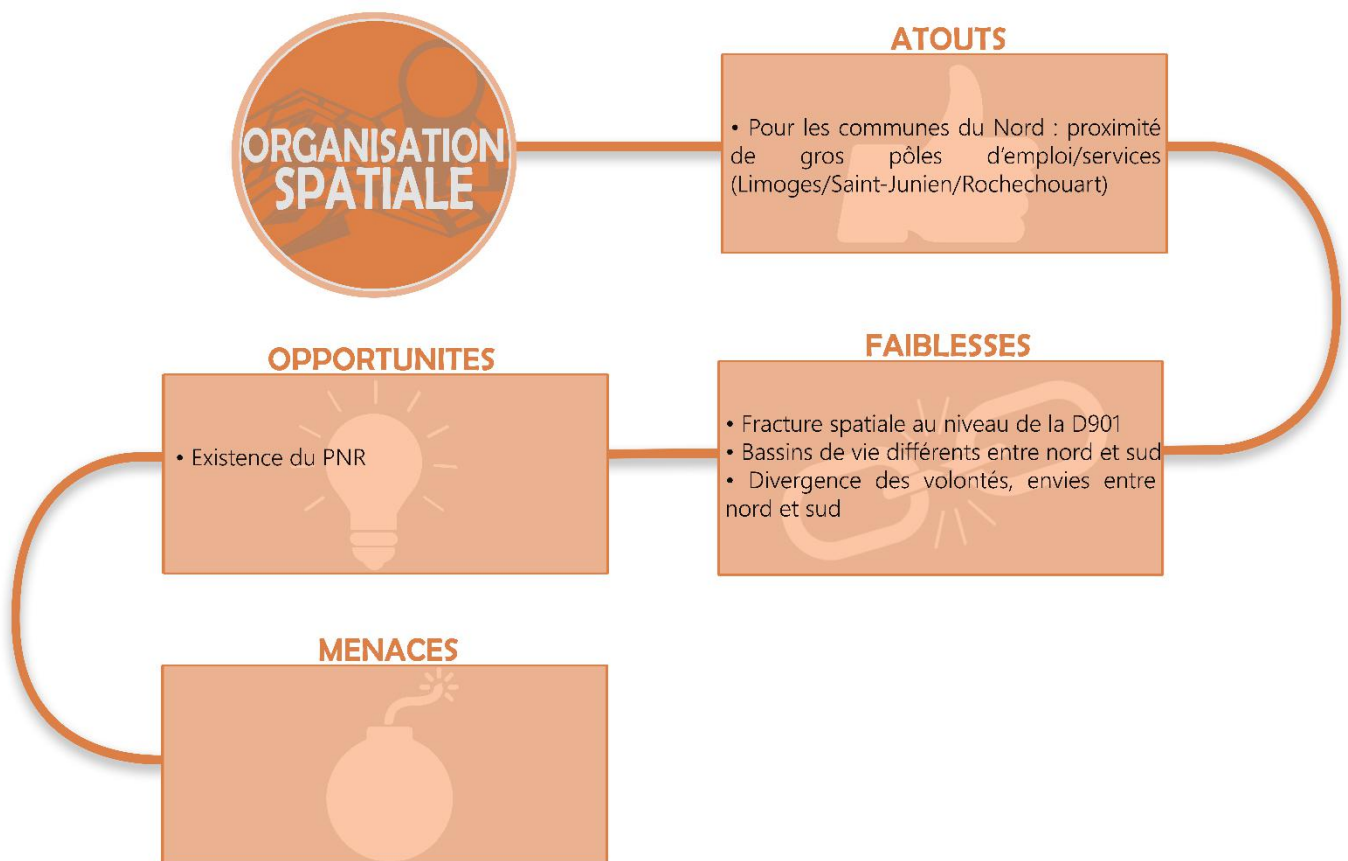 ORGANISATION
SPATIALE
ATOUTS
• Pour les communes du Nord : proximité
de gros pôles d'emploi/services
(Limoges/Saint-Junien/Rochechouart)
FAIBLESSES
• Fracture spatiale au niveau de la D901
• Bassins de vie différents entre nord et sud
• Divergence des volontés, envies entre
nord et sud
OPPORTUNITES
• Existence du PNR
MENACES